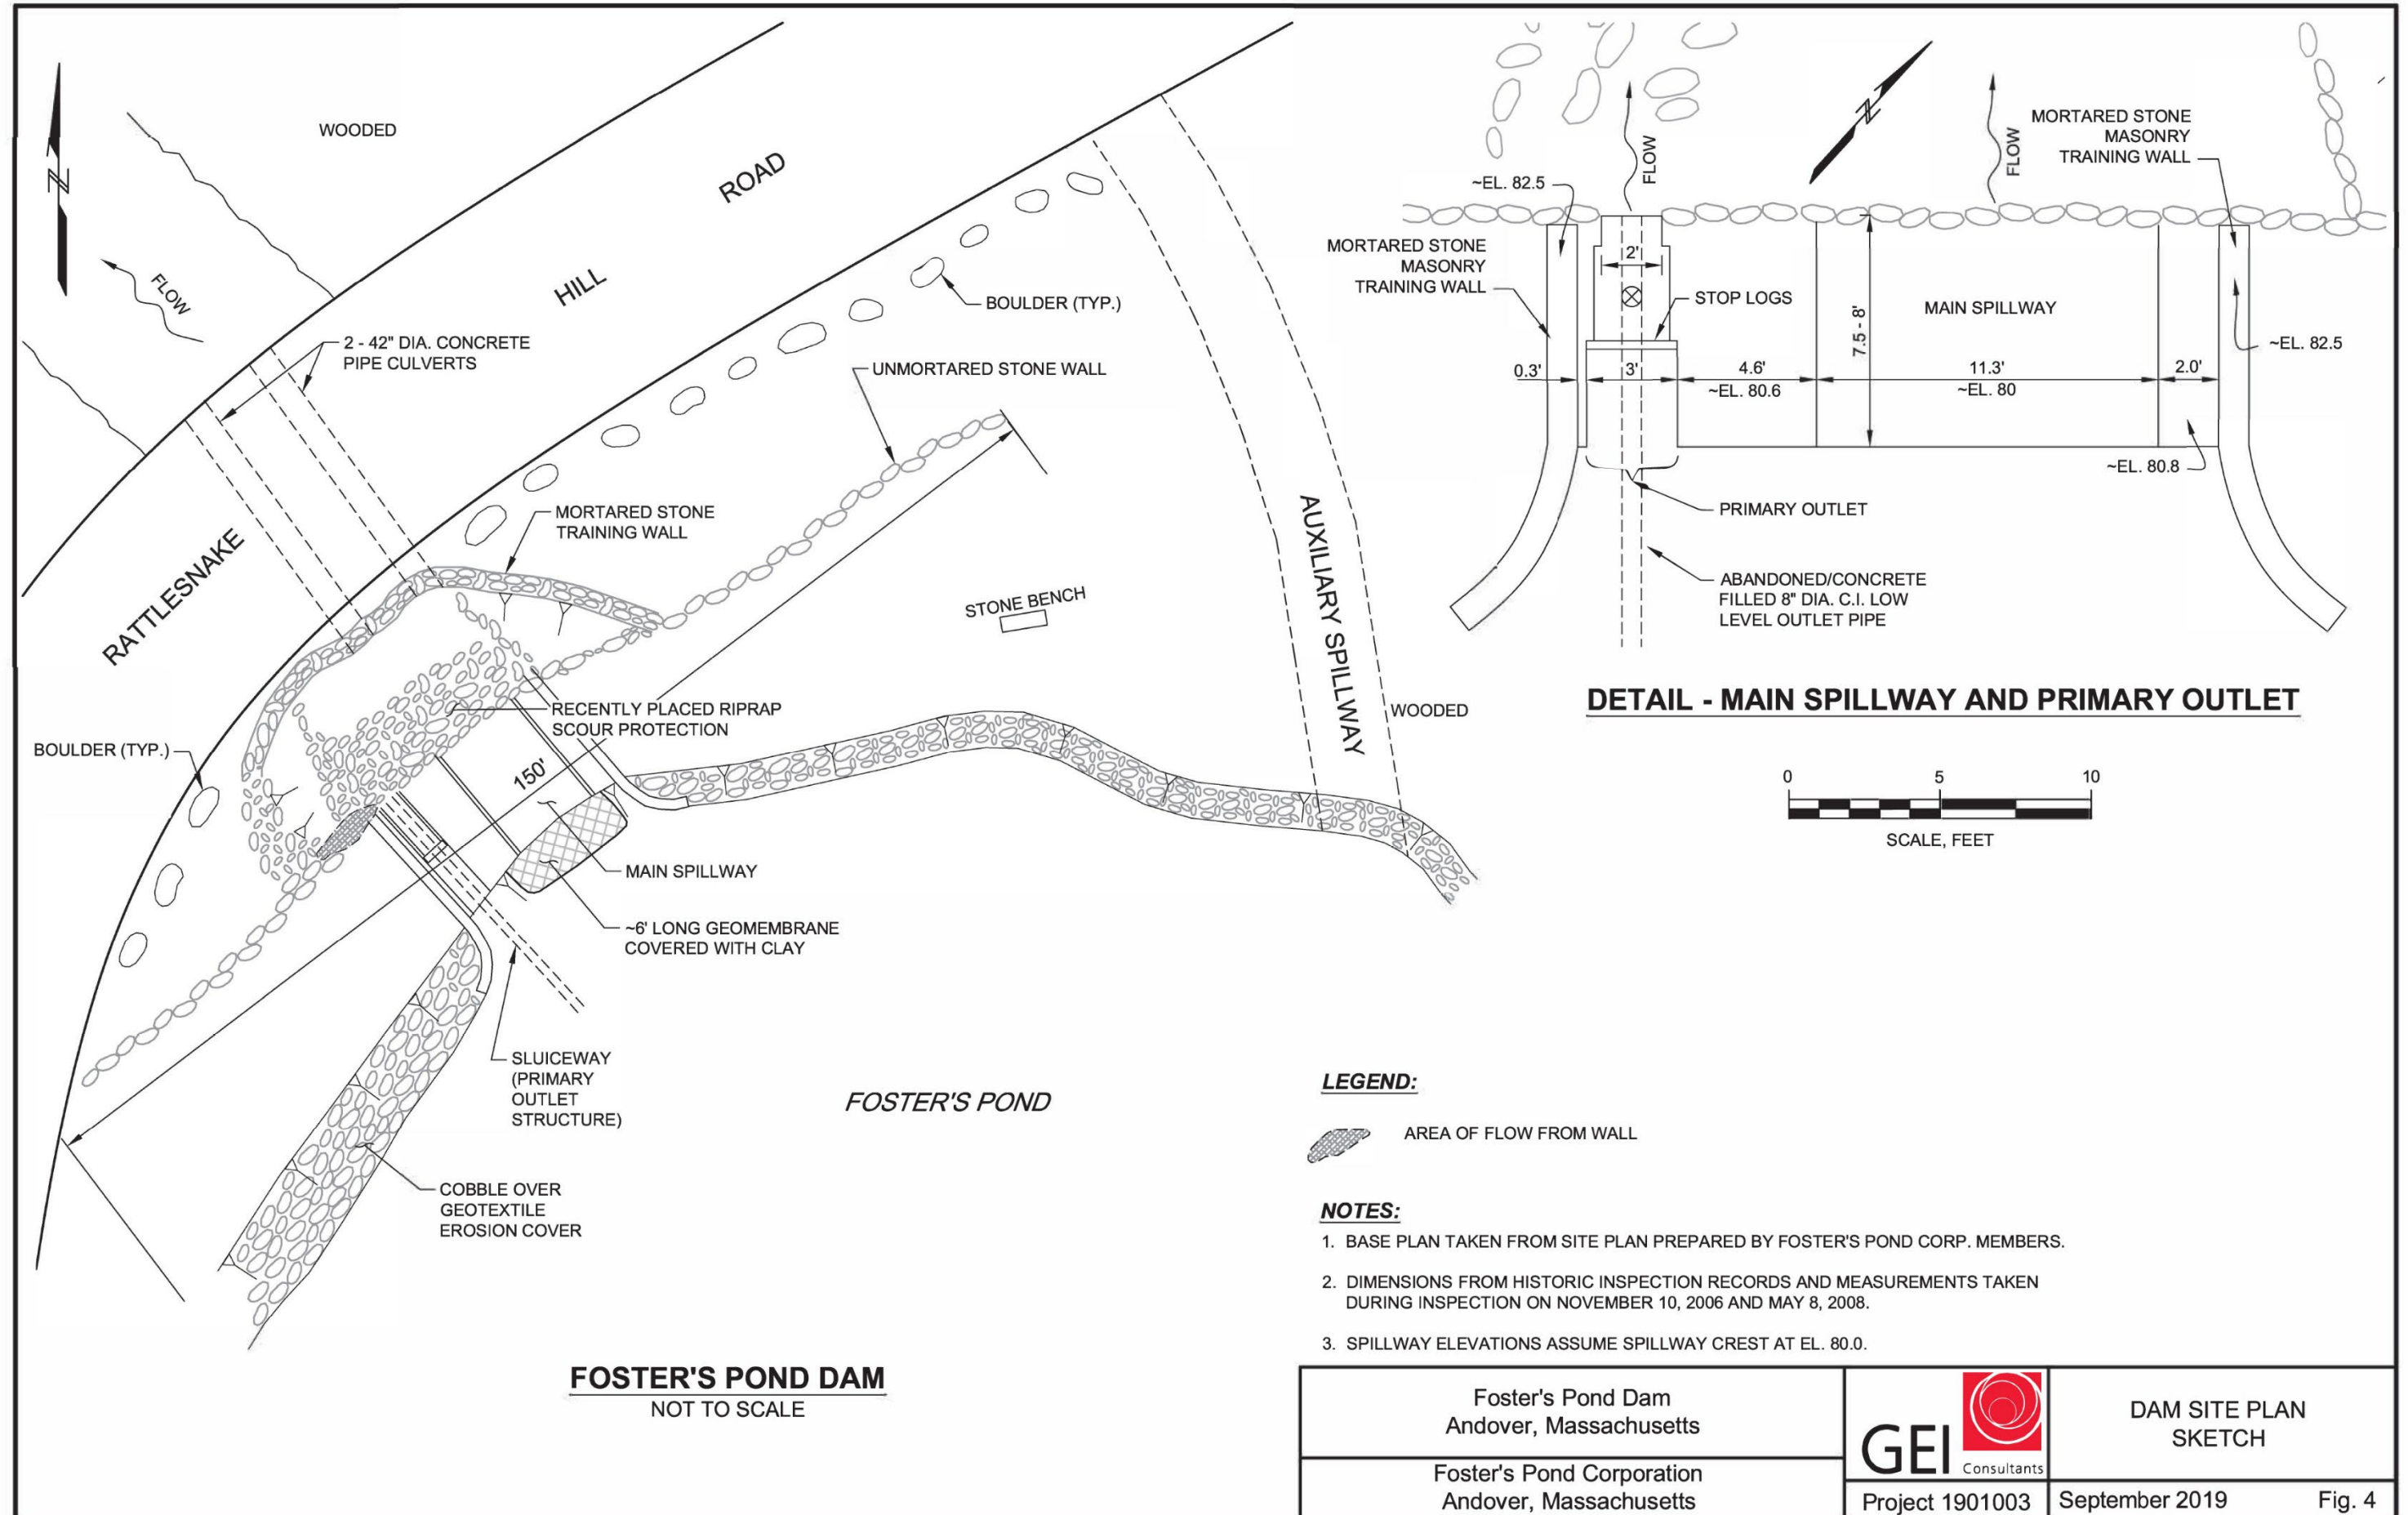 WOODED
ROAD
HILL
RATTLESNAKE
N
FLOW
2 - 42" DIA. CONCRETE
PIPE CULVERTS
BOULDER (TYP.)
UNMORTARED STONE WALL
MORTARED STONE
TRAINING WALL
STONE BENCH
AUXILIARY SPILLWAY
WOODED
RECENTLY PLACED RIPRAP
SCOUR PROTECTION
BOULDER (TYP.)
150'
MAIN SPILLWAY
~6' LONG GEOMEMBRANE
COVERED WITH CLAY
SLUICEWAY
(PRIMARY
OUTLET
STRUCTURE)
FOSTER'S POND
COBBLE OVER
GEOTEXTILE
EROSION COVER
FOSTER'S POND DAM
NOT TO SCALE
N
FLOW
FLOW
MORTARED STONE
MASONRY
TRAINING WALL
~EL. 82.5
MORTARED STONE
MASONRY
TRAINING WALL
2'
STOP LOGS
MAIN SPILLWAY
7.5 - 8'
~EL. 82.5
0.3'
3'
4.6'
~EL. 80.6
11.3'
~EL. 80
2.0'
~EL. 80.8
PRIMARY OUTLET
ABANDONED/CONCRETE
FILLED 8" DIA. C.I. LOW
LEVEL OUTLET PIPE
DETAIL - MAIN SPILLWAY AND PRIMARY OUTLET
0 5 10
SCALE, FEET
LEGEND:
AREA OF FLOW FROM WALL
NOTES:
1. BASE PLAN TAKEN FROM SITE PLAN PREPARED BY FOSTER'S POND CORP. MEMBERS.
2. DIMENSIONS FROM HISTORIC INSPECTION RECORDS AND MEASUREMENTS TAKEN
DURING INSPECTION ON NOVEMBER 10, 2006 AND MAY 8, 2008.
3. SPILLWAY ELEVATIONS ASSUME SPILLWAY CREST AT EL. 80.0.
Foster's Pond Dam
Andover, Massachusetts
Foster's Pond Corporation
Andover, Massachusetts
GEI
Consultants
Project 1901003
DAM SITE PLAN
SKETCH
September 2019
Fig. 4